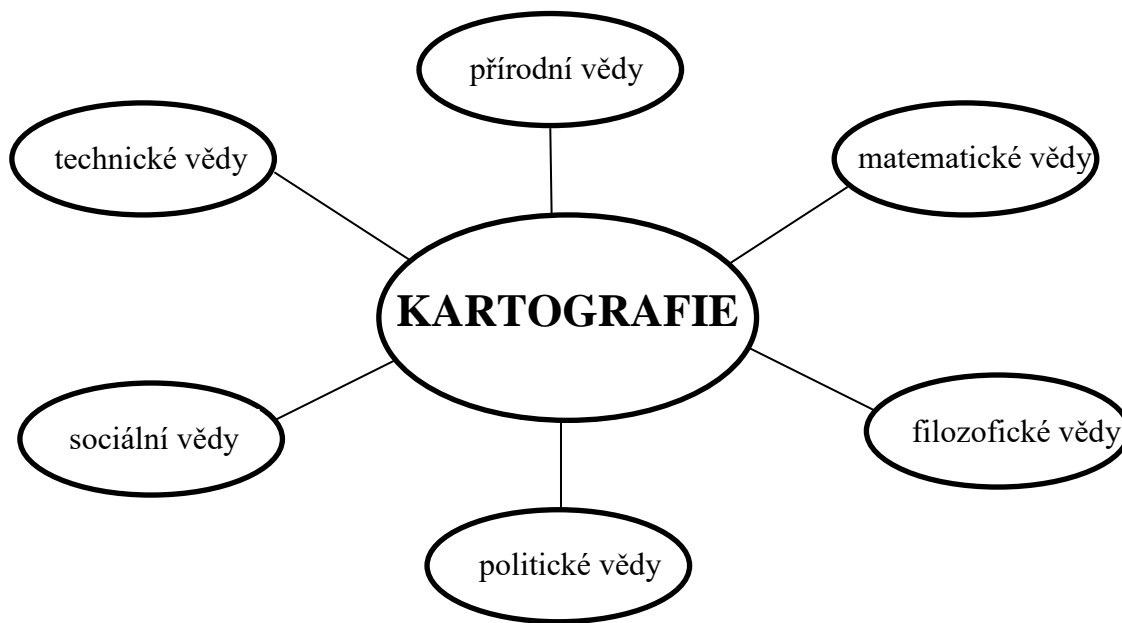 přírodní vědy
technické vědy
matematické vědy
KARTOGRAFIE
sociální vědy
filozofické vědy
politické vědy